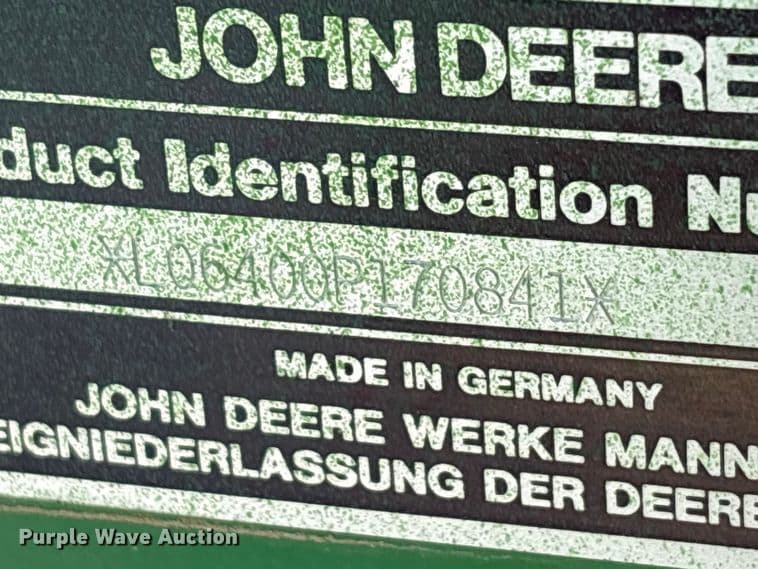 JOHN DEERE
duct Identification Nu
*L06400P170841*
MADE IN GERMANY
JOHN DEERE WERKE MANN
EIGNIEDERLASSUNG DER DEERE
Purple Wave Auction